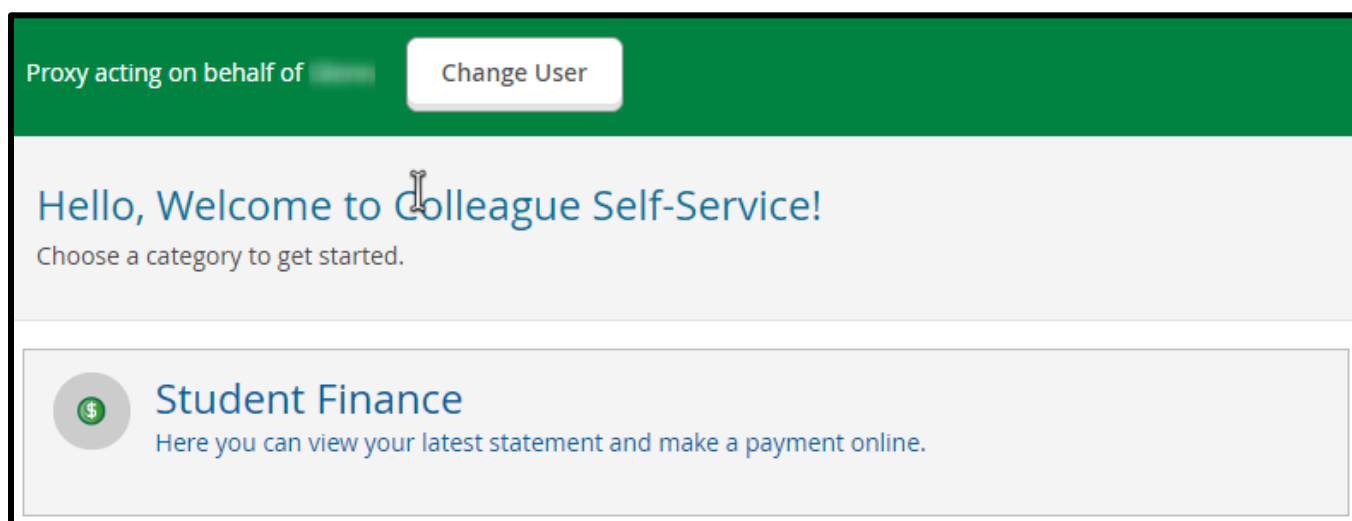 Proxy acting on behalf of
Change User
Hello, Welcome to Colleague Self-Service!
Choose a category to get started.
$
Student Finance
Here you can view your latest statement and make a payment online.